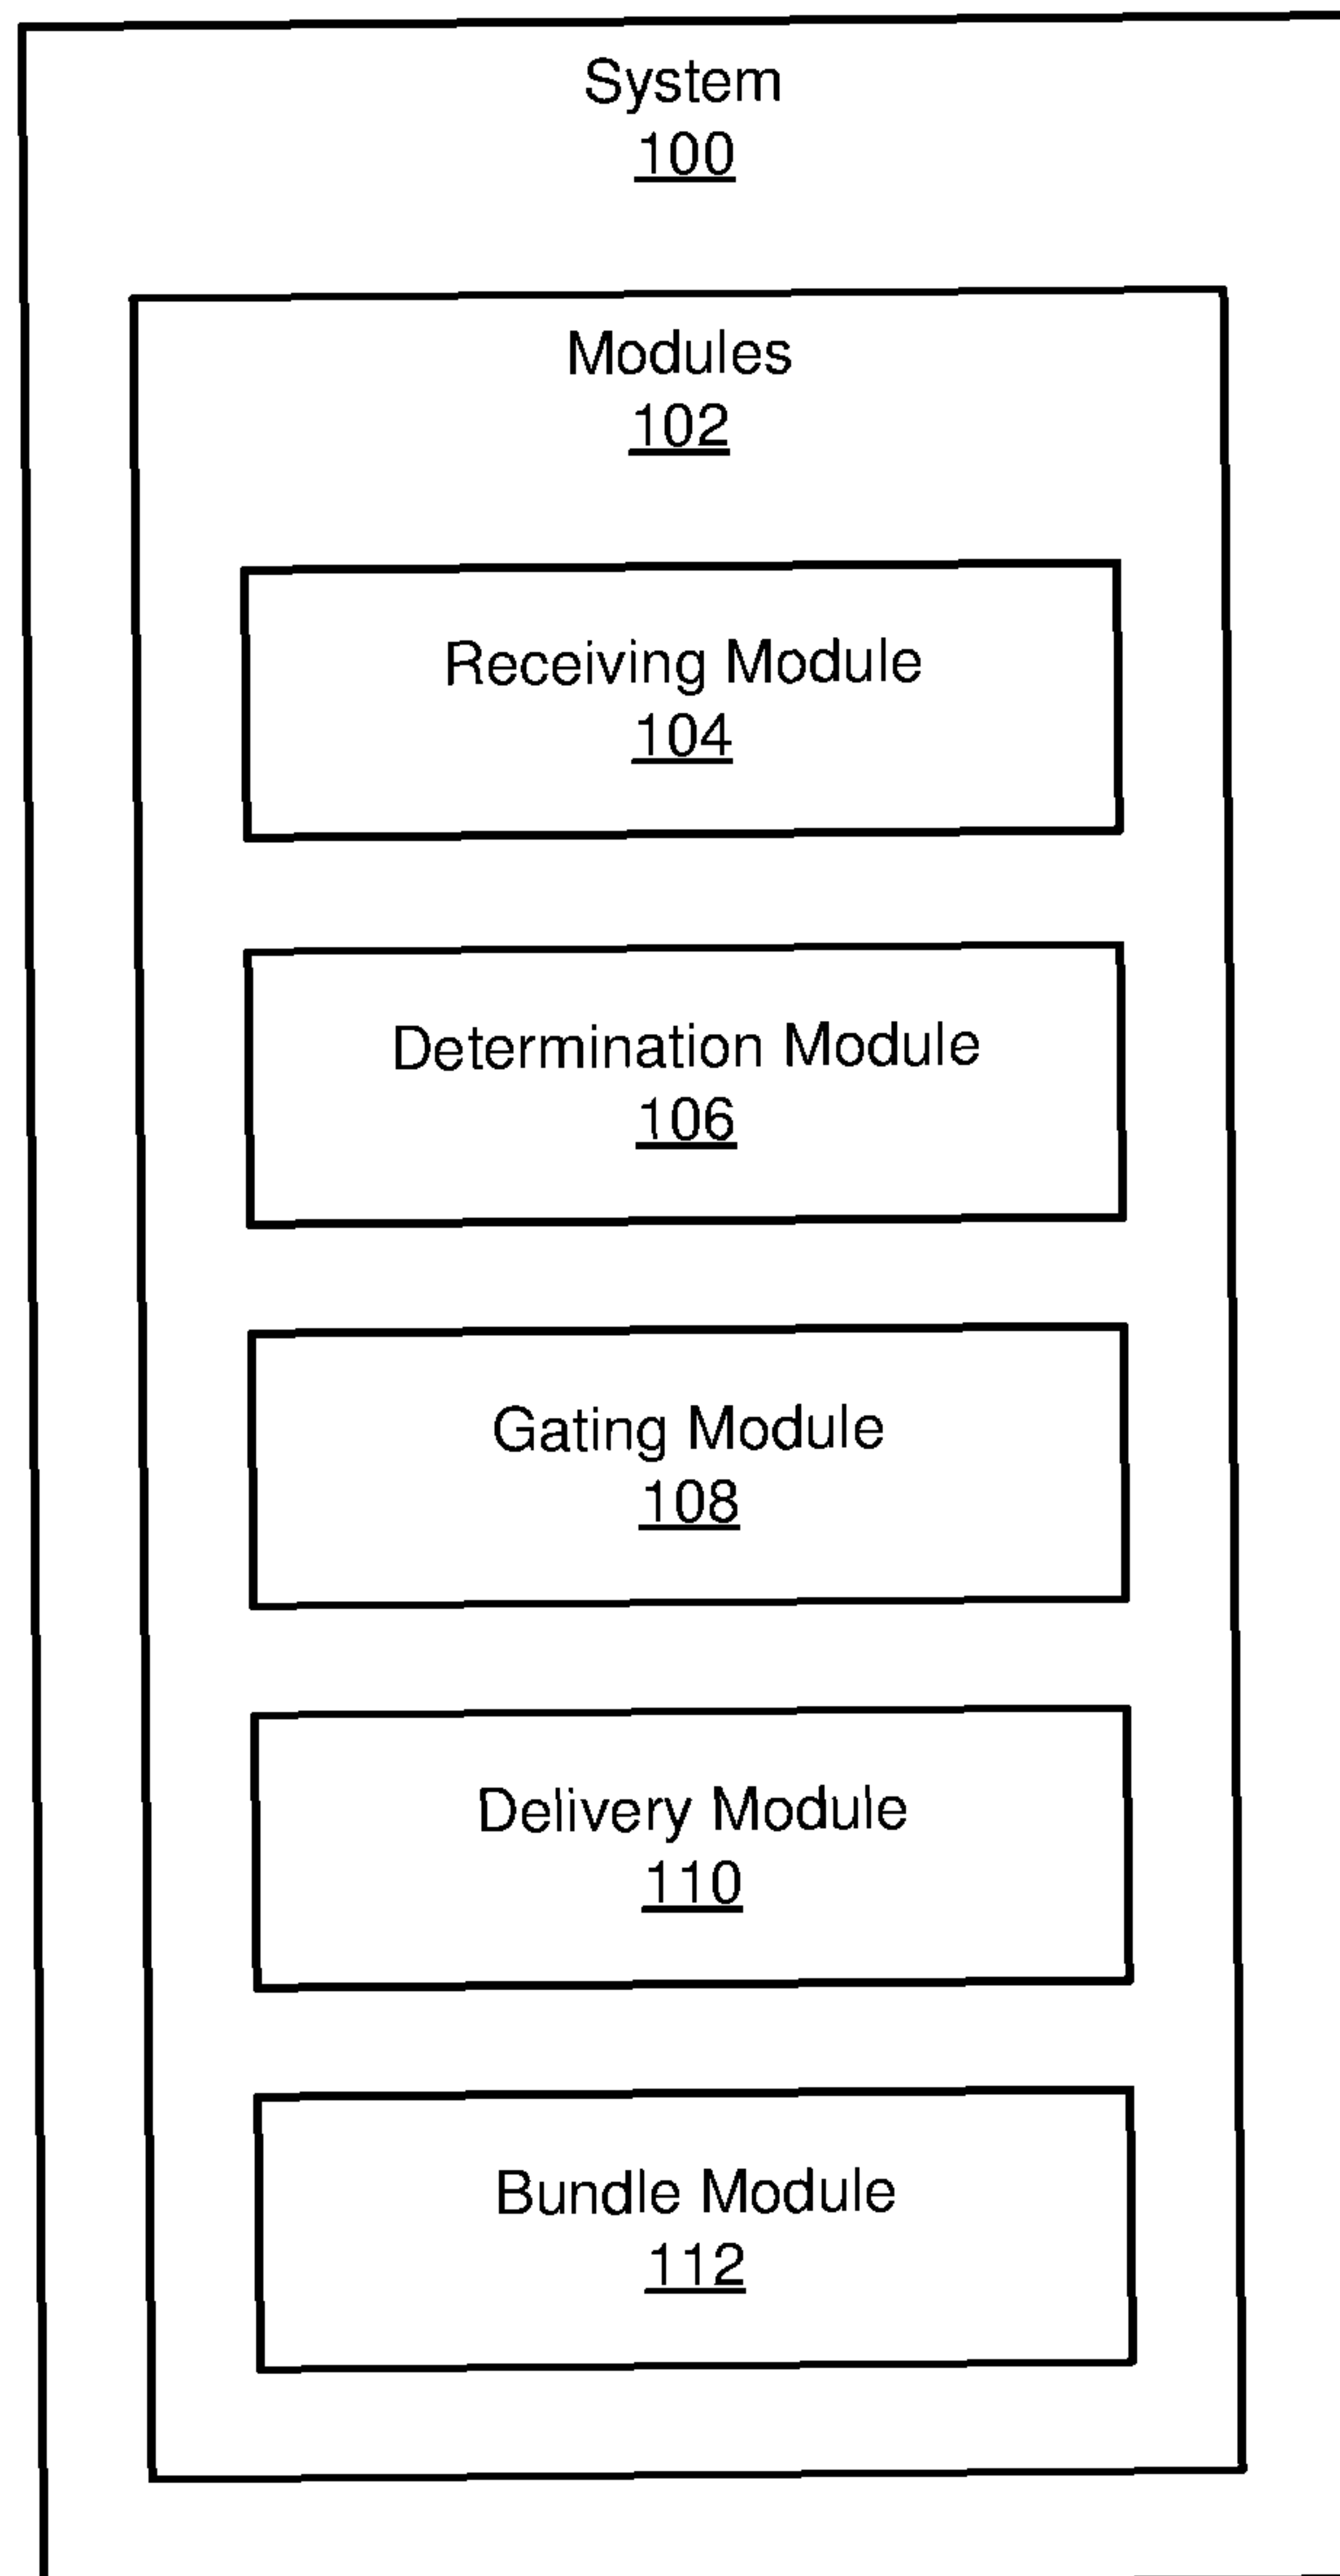 System
100
Modules
102
Receiving Module
104
Determination Module
106
Gating Module
108
Delivery Module
110
Bundle Module
112